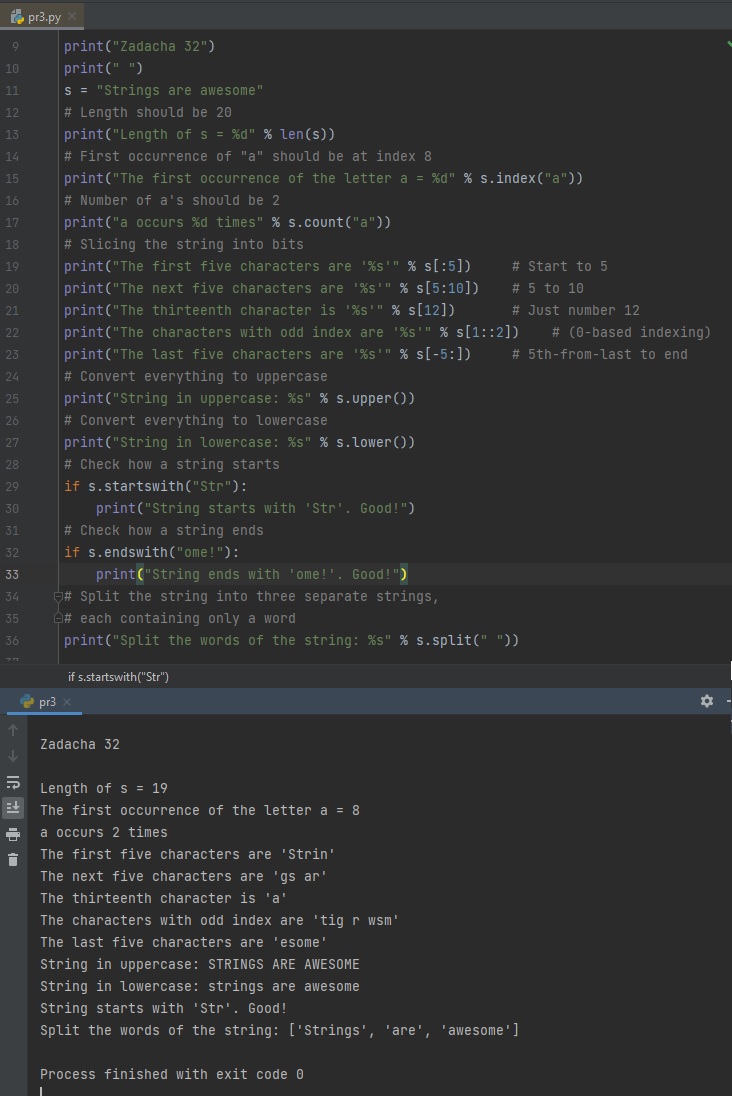 pr3.py
9 print("Zadacha 32")
10 print(" ")
11 s = "Strings are awesome"
12 # Length should be 20
13 print("Length of s = %d" % len(s))
14 # First occurrence of "a" should be at index 8
15 print("The first occurrence of the letter a = %d" % s.index("a"))
16 # Number of a's should be 2
17 print("a occurs %d times" % s.count("a"))
18 # Slicing the string into bits
19 print("The first five characters are '%s'" % s[:5]) # Start to 5
20 print("The next five characters are '%s'" % s[5:10]) # 5 to 10
21 print("The thirteenth character is '%s'" % s[12]) # Just number 12
22 print("The characters with odd index are '%s'" % s[1::2]) # (0-based indexing)
23 print("The last five characters are '%s'" % s[-5:]) # 5th-from-last to end
24 # Convert everything to uppercase
25 print("String in uppercase: %s" % s.upper())
26 # Convert everything to lowercase
27 print("String in lowercase: %s" % s.lower())
28 # Check how a string starts
29 if s.startswith("Str"):
30 print("String starts with 'Str'. Good!")
31 # Check how a string ends
32 if s.endswith("ome!"):
33 print("String ends with 'ome!'. Good!")
34 # Split the string into three separate strings,
35 # each containing only a word
36 print("Split the words of the string: %s" % s.split(" "))
if s.startswith("Str")
pr3
Zadacha 32
Length of s = 19
The first occurrence of the letter a = 8
a occurs 2 times
The first five characters are 'Strin'
The next five characters are 'gs ar'
The thirteenth character is 'a'
The characters with odd index are 'tig r wsm'
The last five characters are 'esome'
String in uppercase: STRINGS ARE AWESOME
String in lowercase: strings are awesome
String starts with 'Str'. Good!
Split the words of the string: ['Strings', 'are', 'awesome']
Process finished with exit code 0